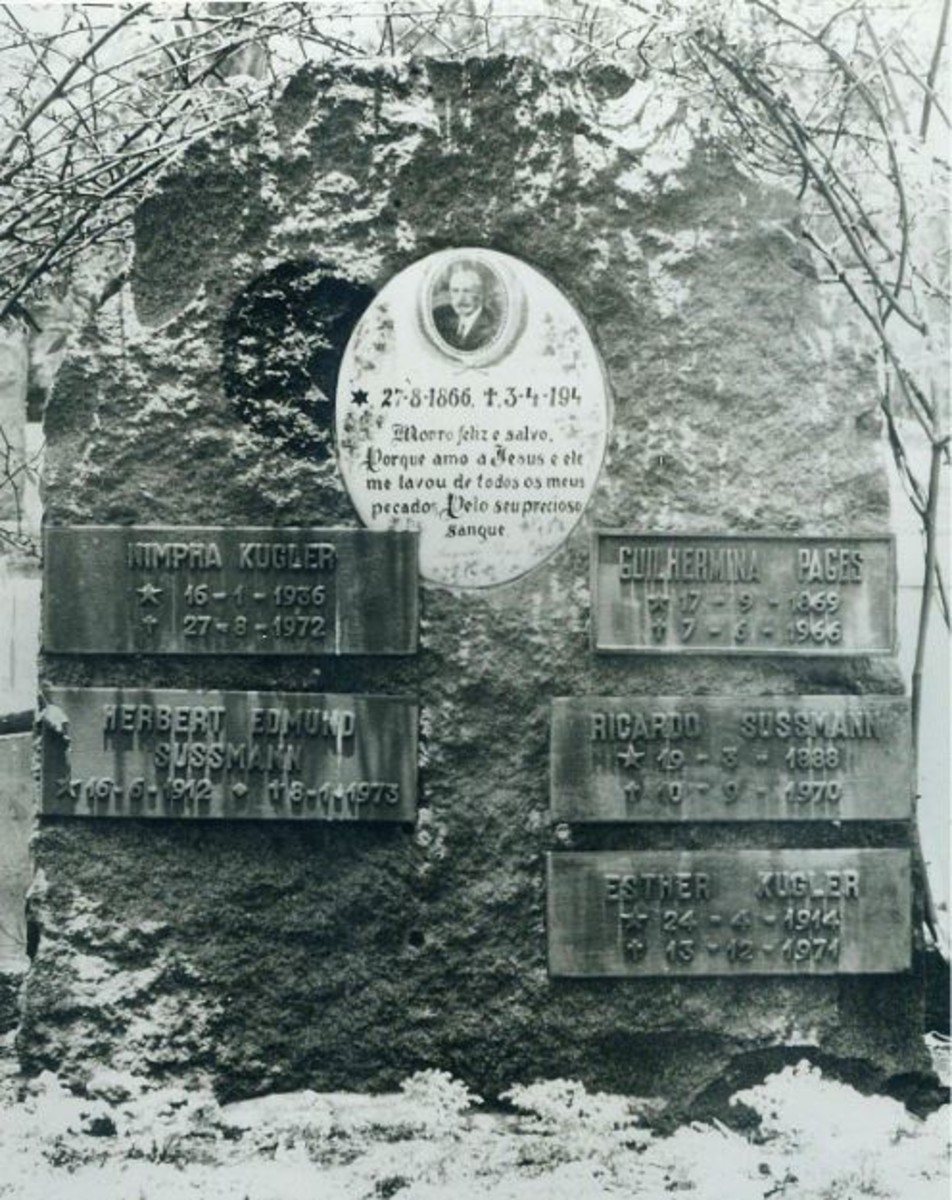 ★ 27-8-1866. ✝.3-4-194
Morro feliz e salvo.
Porque amo a Jesus e ele
me lavou de todos os meus
pecados Pelo seu precioso
sanque
NIMPHA KUGLER
★ 16-1-1936
✝ 27-8-1972
HERBERT EDMUND
SUSSMANN
★16-6-1912 ✝8-1-1973
GUILHERMINA PAGES
★ 17-9-1869
✝ 7-6-1966
RICARDO SUSSMANN
★ 19-3-1888
✝ 10-9-1970
ESTHER KUGLER
★ 24-4-1914
✝ 13-12-1971